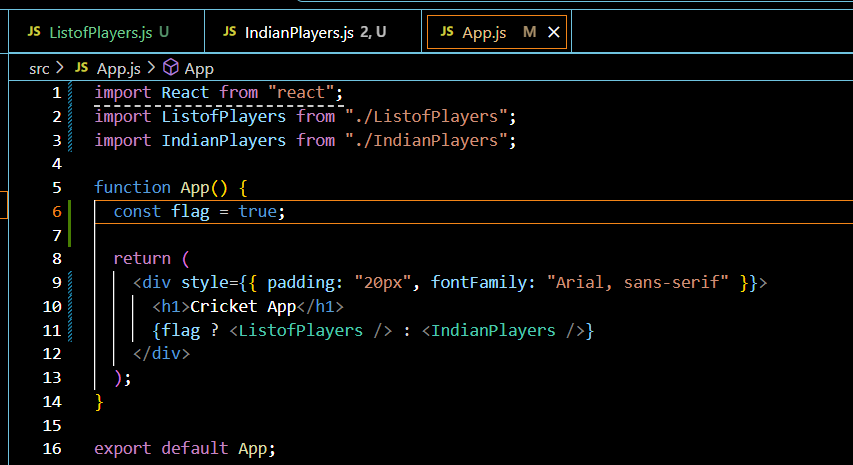 JS ListofPlayers.js U JS IndianPlayers.js 2, U JS App.js M
src > JS App.js > App
1 import React from "react";
2 import ListofPlayers from "./ListofPlayers";
3 import IndianPlayers from "./IndianPlayers";
4
5 function App() {
6 const flag = true;
7
8 return (
9 <div style={{ padding: "20px", fontFamily: "Arial, sans-serif" }}>
10 <h1>Cricket App</h1>
11 {flag ? <ListofPlayers /> : <IndianPlayers />}
12 </div>
13 );
14 }
15
16 export default App;